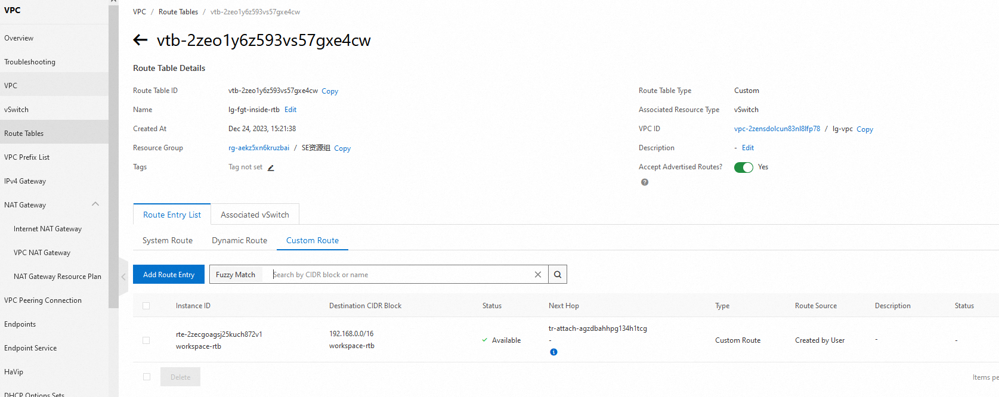 VPC
Overview
Troubleshooting
VPC
vSwitch
Route Tables
VPC Prefix List
IPv4 Gateway
NAT Gateway
Internet NAT Gateway
VPC NAT Gateway
NAT Gateway Resource Plan
VPC Peering Connection
Endpoints
Endpoint Service
HaVip
DHCP Options Sets
VPC / Route Tables / vtb-2zeo1y6z593vs57gxe4cw
vtb-2zeo1y6z593vs57gxe4cw
Route Table Details
Route Table ID vtb-2zeo1y6z593vs57gxe4cw Copy
Route Table Type Custom
Name lg-fgt-inside-rtb Edit
Associated Resource Type vSwitch
Created At Dec 24, 2023, 15:21:38
VPC ID vpc-2zensdolcun83nl8lfp78 / lg-vpc Copy
Resource Group rg-aekz5xn6kruzbai / SE资源组 Copy
Description - Edit
Tags Tag not set
Accept Advertised Routes? Yes
Route Entry List Associated vSwitch
System Route Dynamic Route Custom Route
Add Route Entry Fuzzy Match Search by CIDR block or name
Instance ID Destination CIDR Block Status Next Hop Type Route Source Description Status
rte-2zecgoagsj25kuch872v1 192.168.0.0/16 Available tr-attach-agzdbahhpg134h1tcg Custom Route Created by User - -
workspace-rtb workspace-rtb -
Delete
Items pe